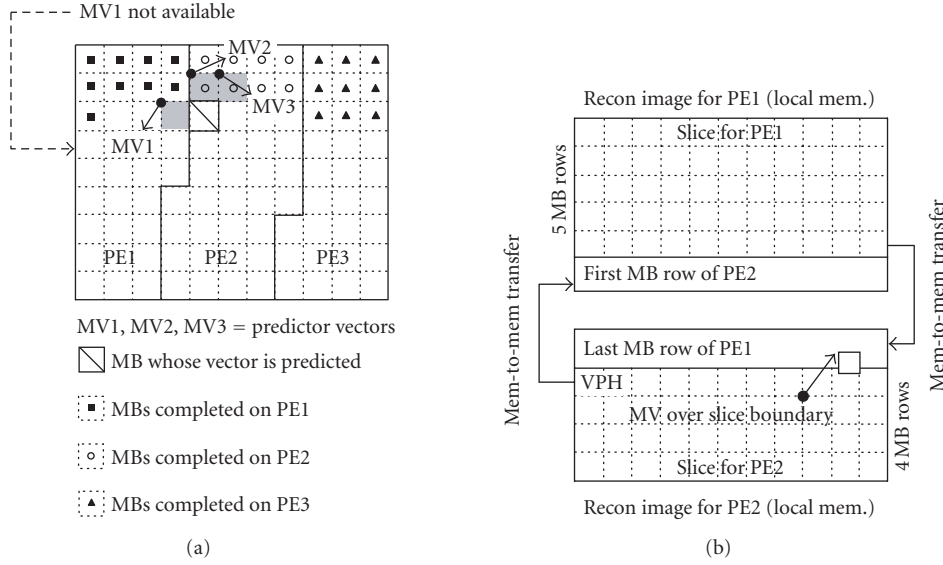 MV1 not available
MV2
MV3
MV1
PE1
PE2
PE3
MV1, MV2, MV3 = predictor vectors
MB whose vector is predicted
MBs completed on PE1
MBs completed on PE2
MBs completed on PE3
(a)
Recon image for PE1 (local mem.)
Slice for PE1
5 MB rows
First MB row of PE2
Mem-to-mem transfer
Mem-to-mem transfer
Last MB row of PE1
VPH
MV over slice boundary
4 MB rows
Slice for PE2
Recon image for PE2 (local mem.)
(b)